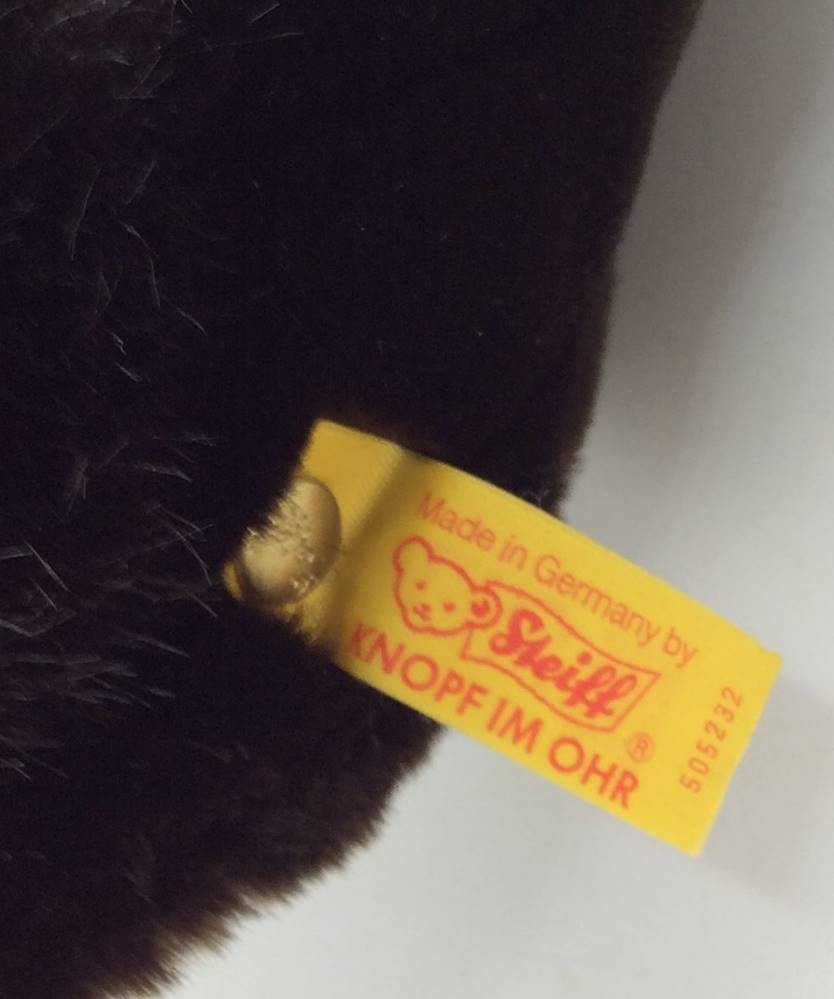 Made in Germany by
Steiff
KNOPF IM OHR
®
505232